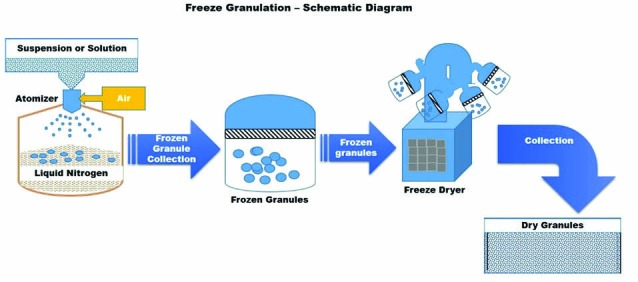 Freeze Granulation – Schematic Diagram
Suspension or Solution
Atomizer
Air
Liquid Nitrogen
Frozen
Granule
Collection
Frozen Granules
Frozen
granules
Freeze Dryer
Collection
Dry Granules